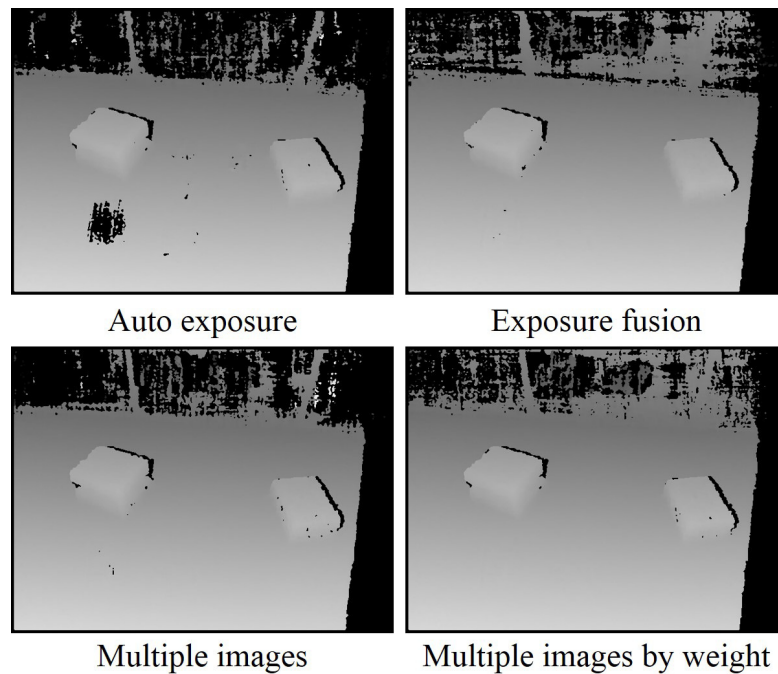 Auto exposure
Exposure fusion
Multiple images
Multiple images by weight